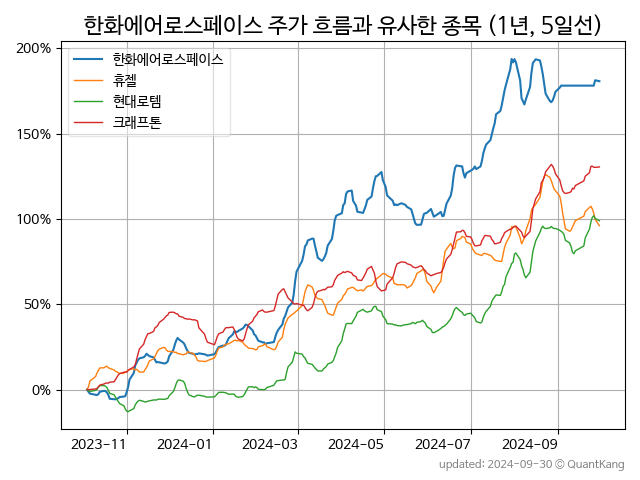 한화에어로스페이스 주가 흐름과 유사한 종목 (1년, 5일선)
200%
150%
100%
50%
0%
한화에어로스페이스
휴젤
현대로템
크래프톤
2023-11
2024-01
2024-03
2024-05
2024-07
2024-09
updated: 2024-09-30 © QuantKang